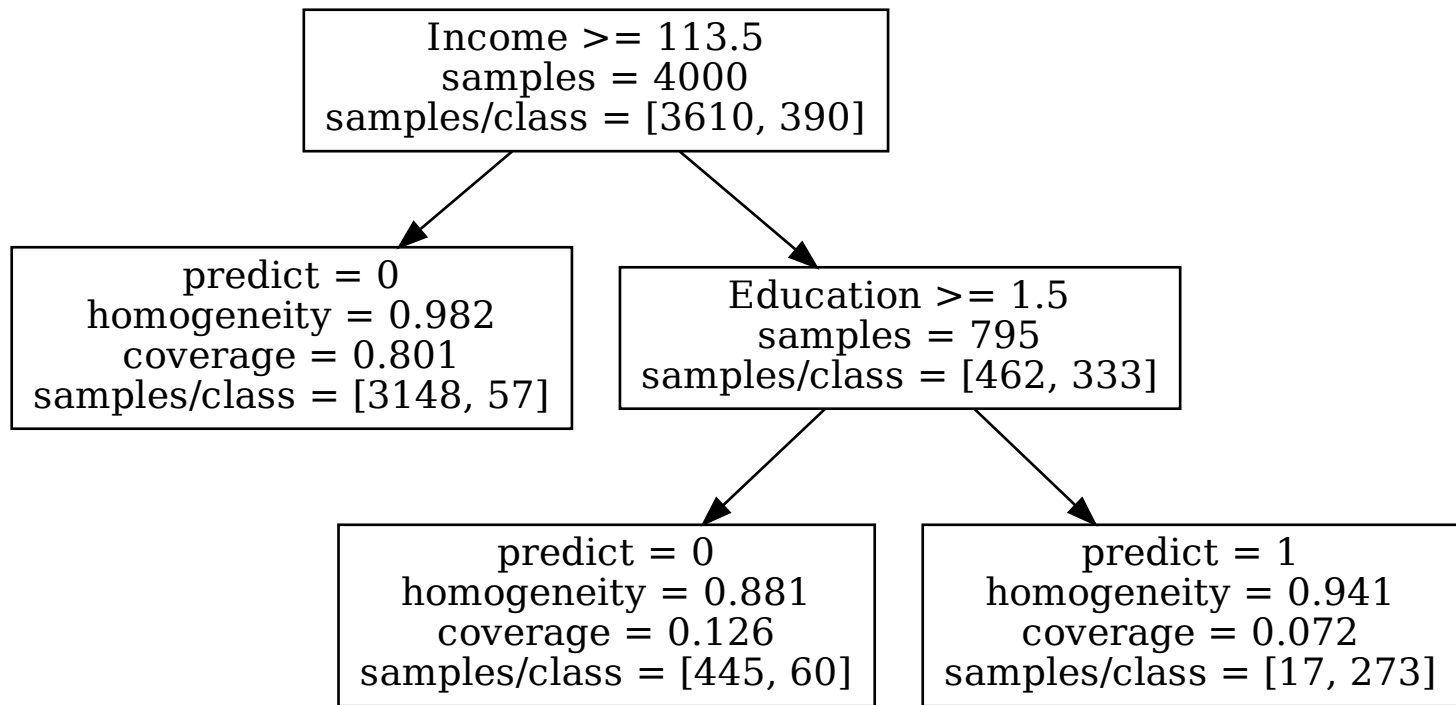 Income >= 113.5
samples = 4000
samples/class = [3610, 390]
predict = 0
homogeneity = 0.982
coverage = 0.801
samples/class = [3148, 57]
Education >= 1.5
samples = 795
samples/class = [462, 333]
predict = 0
homogeneity = 0.881
coverage = 0.126
samples/class = [445, 60]
predict = 1
homogeneity = 0.941
coverage = 0.072
samples/class = [17, 273]